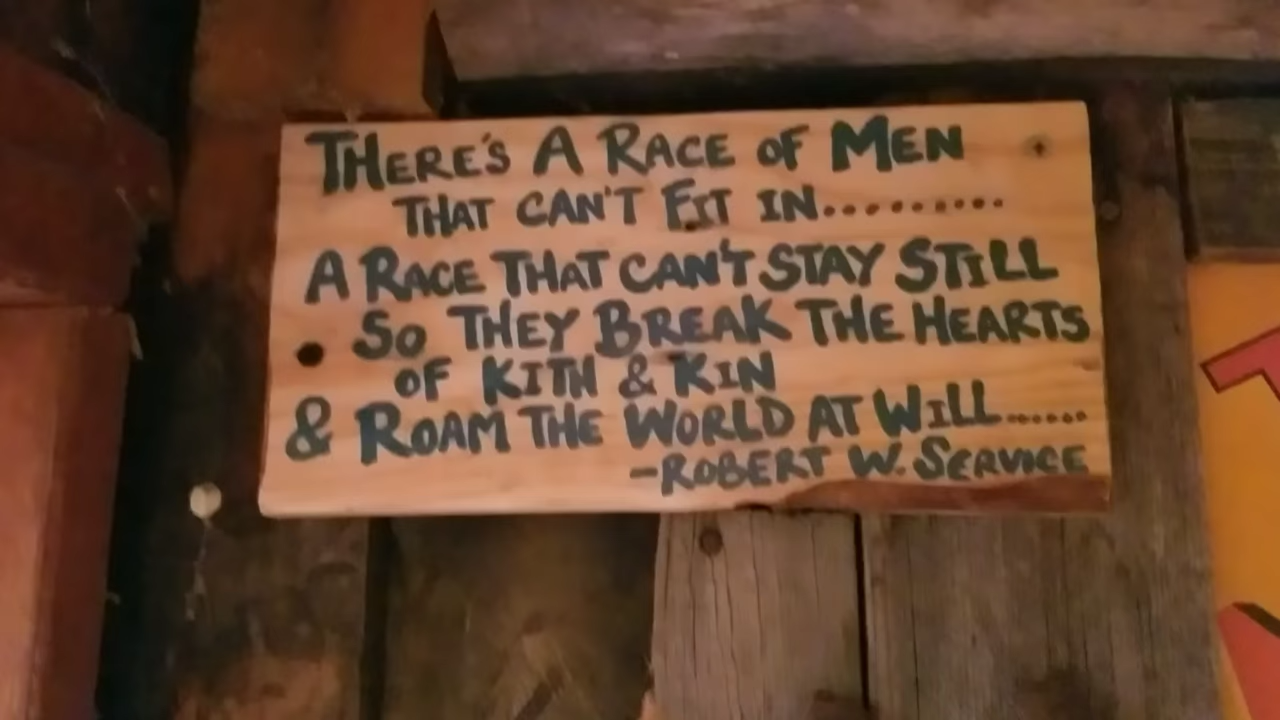 THERE'S A RACE OF MEN
THAT CAN'T FIT IN..........
A RACE THAT CAN'T STAY STILL
SO THEY BREAK THE HEARTS
OF KITH & KIN
& ROAM THE WORLD AT WILL......
-ROBERT W. SERVICE